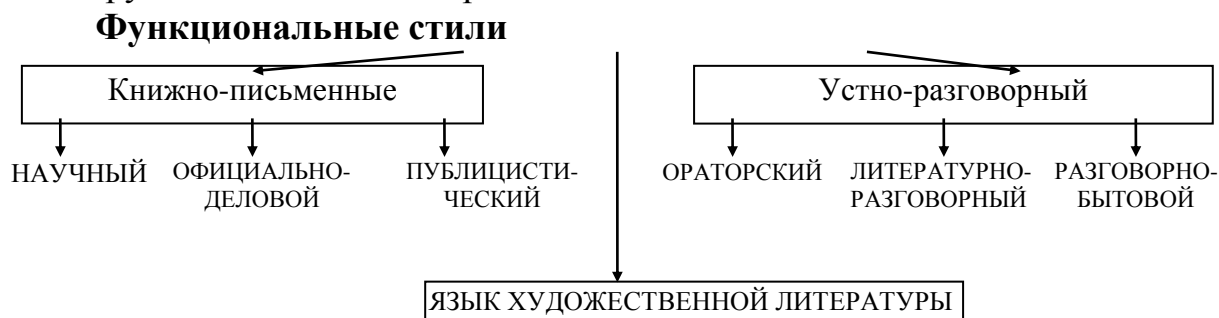 Функциональные стили
Книжно-письменные
Устно-разговорный
НАУЧНЫЙ
ОФИЦИАЛЬНО-
ДЕЛОВОЙ
ПУБЛИЦИСТИ-
ЧЕСКИЙ
ОРАТОРСКИЙ
ЛИТЕРАТУРНО-
РАЗГОВОРНЫЙ
РАЗГОВОРНО-
БЫТОВОЙ
ЯЗЫК ХУДОЖЕСТВЕННОЙ ЛИТЕРАТУРЫ